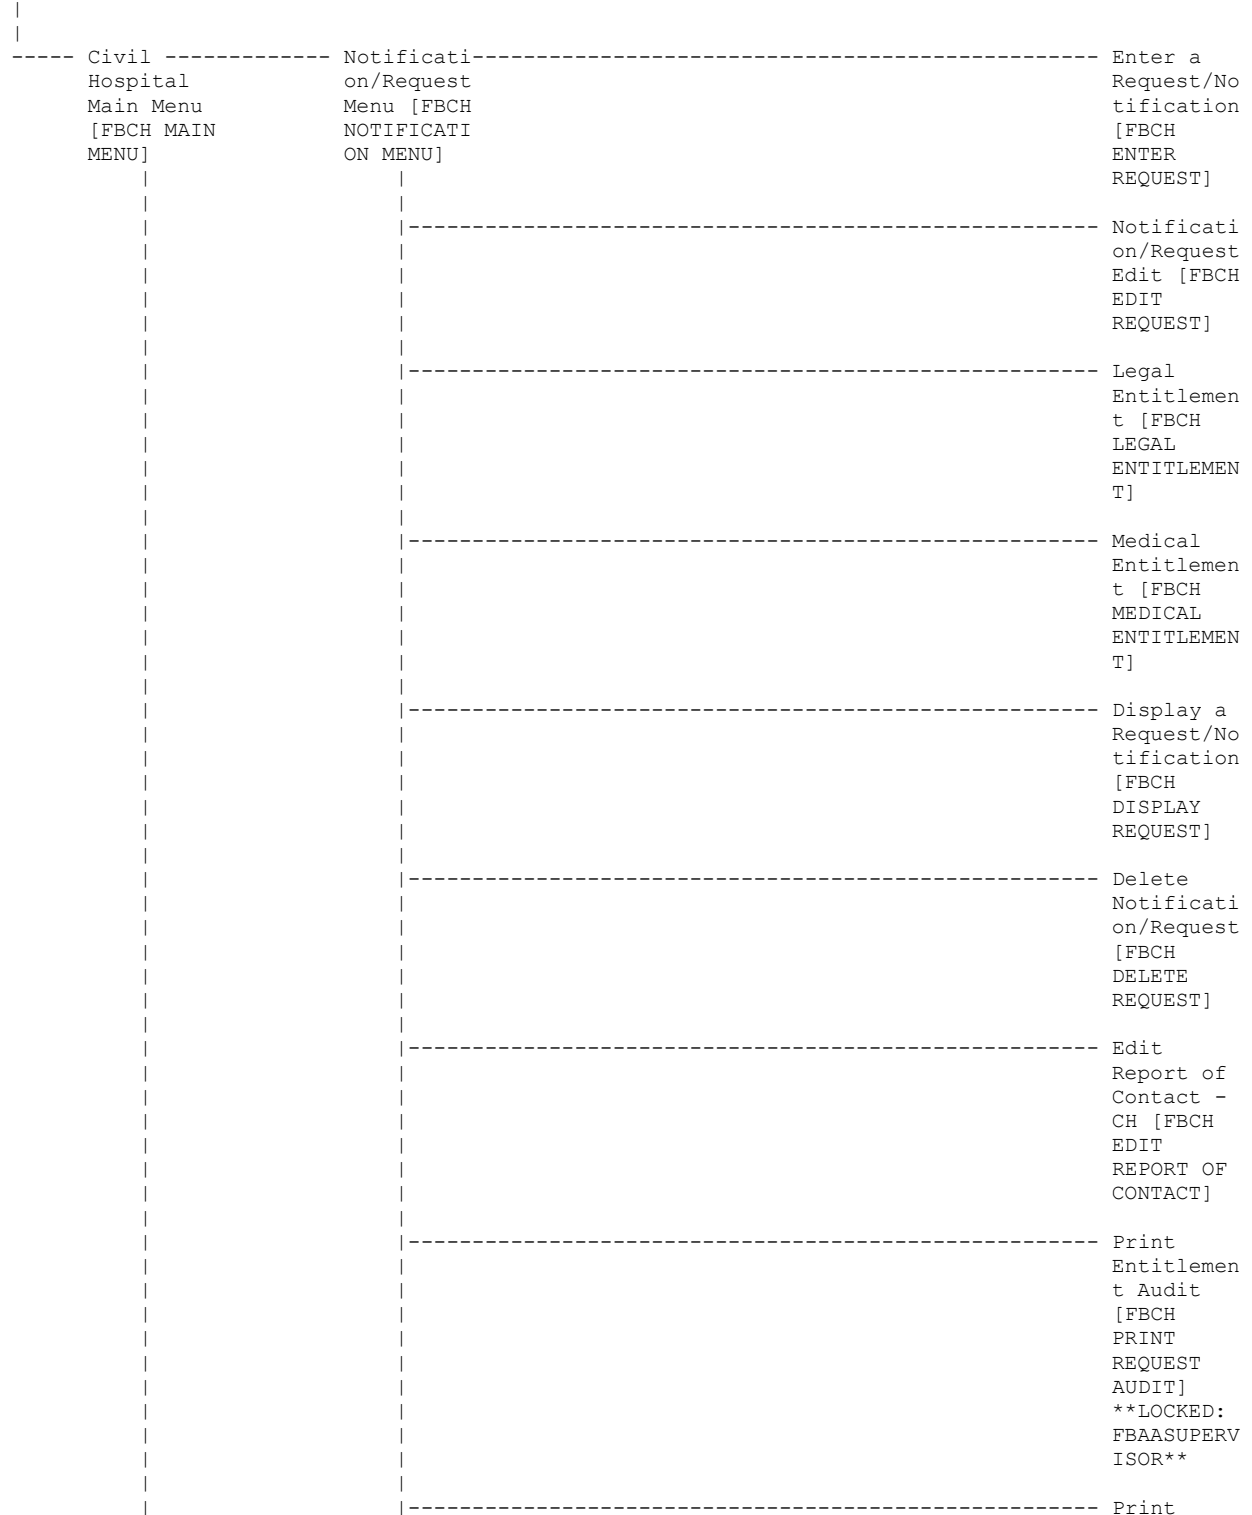 |
|
----- Civil ------------- Notificati-------------------------------------------------- Enter a
Hospital on/Request Request/No
Main Menu Menu [FBCH tification
[FBCH MAIN NOTIFICATI [FBCH
MENU] ON MENU] ENTER
| | REQUEST]
| |
| |------------------------------------------------------ Notificati
| | on/Request
| | Edit [FBCH
| | EDIT
| | REQUEST]
| |
| |------------------------------------------------------ Legal
| | Entitlemen
| | t [FBCH
| | LEGAL
| | ENTITLEMEN
| | T]
| |
| |------------------------------------------------------ Medical
| | Entitlemen
| | t [FBCH
| | MEDICAL
| | ENTITLEMEN
| | T]
| |
| |------------------------------------------------------ Display a
| | Request/No
| | tification
| | [FBCH
| | DISPLAY
| | REQUEST]
| |
| |------------------------------------------------------ Delete
| | Notificati
| | on/Request
| | [FBCH
| | DELETE
| | REQUEST]
| |
| |------------------------------------------------------ Edit
| | Report of
| | Contact -
| | CH [FBCH
| | EDIT
| | REPORT OF
| | CONTACT]
| |
| |------------------------------------------------------ Print
| | Entitlemen
| | t Audit
| | [FBCH
| | PRINT
| | REQUEST
| | AUDIT]
| | **LOCKED:
| | FBAASUPERV
| | ISOR**
| |
| |------------------------------------------------------ Print